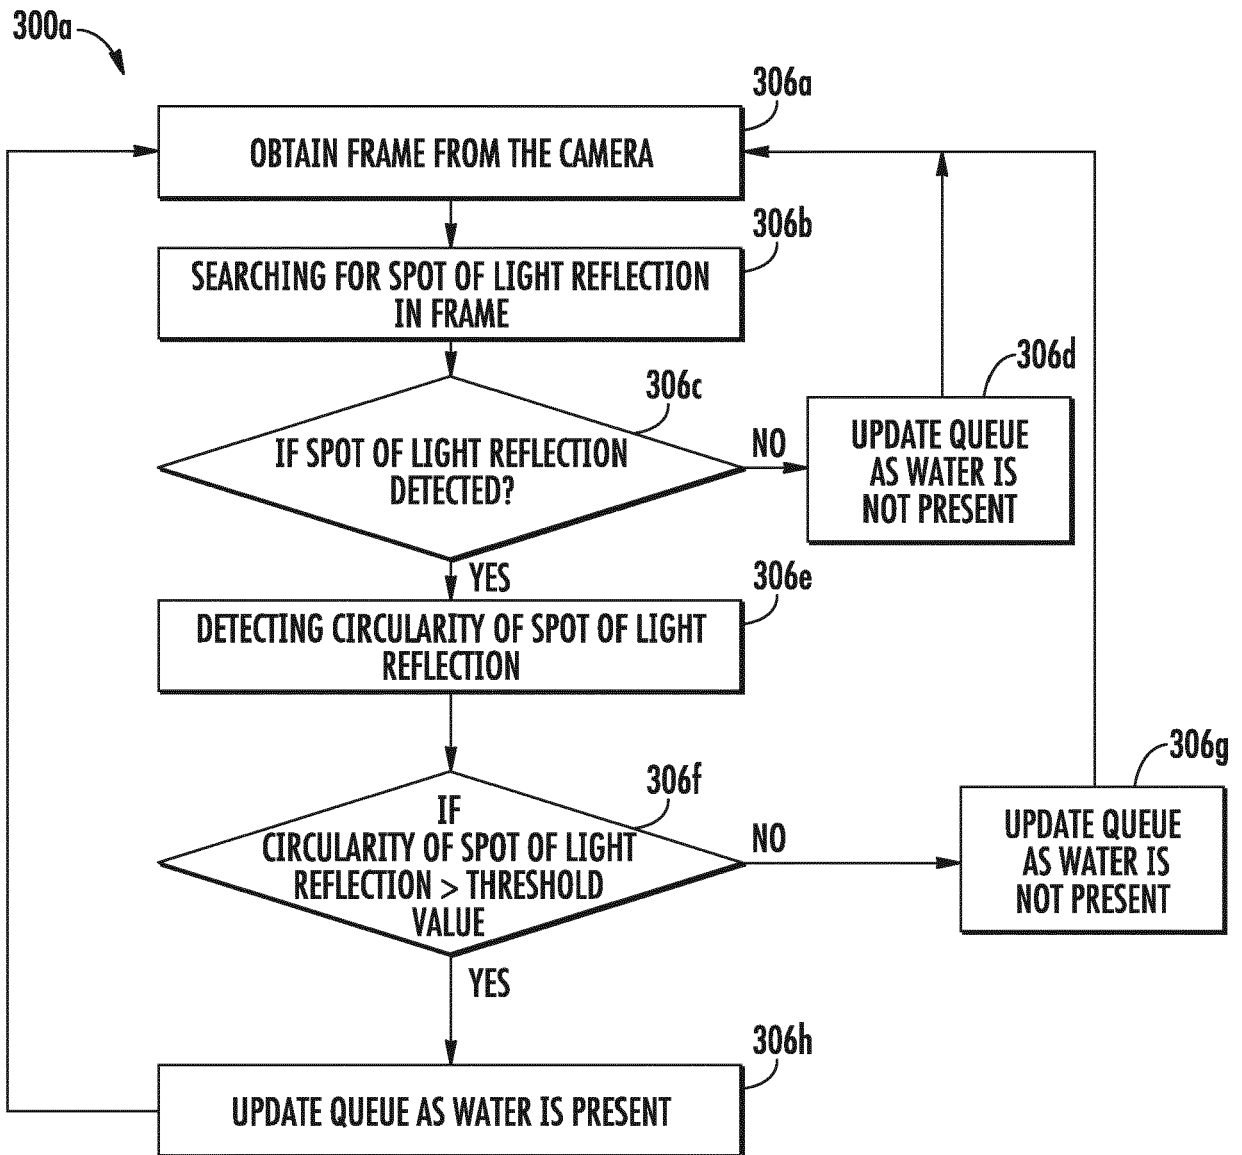 300a
306a
OBTAIN FRAME FROM THE CAMERA
306b
SEARCHING FOR SPOT OF LIGHT REFLECTION
IN FRAME
306c
IF SPOT OF LIGHT REFLECTION
DETECTED?
NO
306d
UPDATE QUEUE
AS WATER IS
NOT PRESENT
YES
306e
DETECTING CIRCULARITY OF SPOT OF LIGHT
REFLECTION
306f
IF
CIRCULARITY OF SPOT OF LIGHT
REFLECTION > THRESHOLD
VALUE
NO
306g
UPDATE QUEUE
AS WATER IS
NOT PRESENT
YES
306h
UPDATE QUEUE AS WATER IS PRESENT